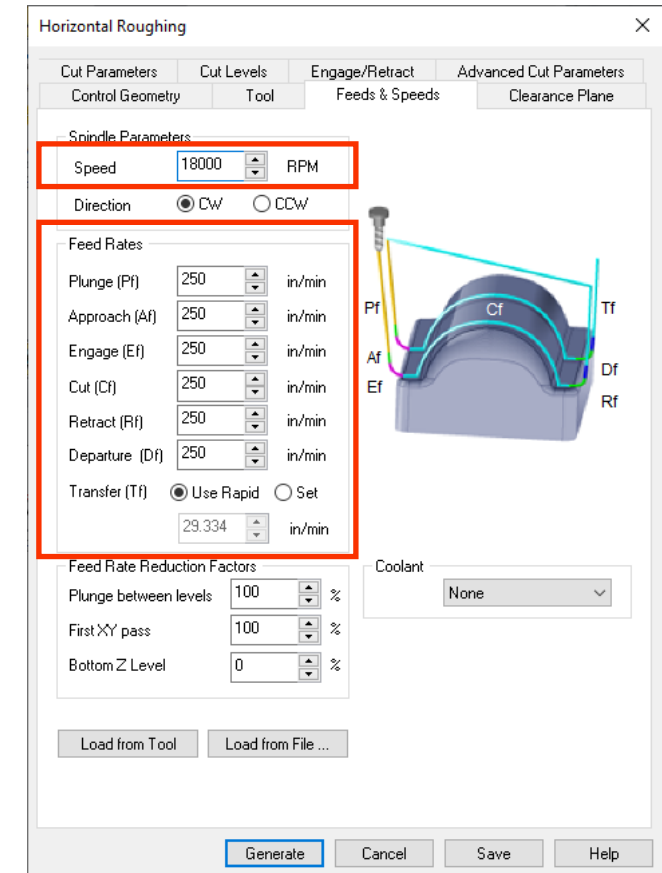 Horizontal Roughing
Cut Parameters Cut Levels Engage/Retract Advanced Cut Parameters
Control Geometry Tool Feeds & Speeds Clearance Plane
Spindle Parameters
Speed 18000 RPM
Direction CW CCW
Feed Rates
Plunge (Pf) 250 in/min
Approach (Af) 250 in/min
Engage (Ef) 250 in/min
Cut (Cf) 250 in/min
Retract (Rf) 250 in/min
Departure (Df) 250 in/min
Transfer (Tf) Use Rapid Set
29.334 in/min
Pf Cf Tf
Af Df
Ef Rf
Feed Rate Reduction Factors
Plunge between levels 100 %
First XY pass 100 %
Bottom Z Level 0 %
Coolant
None
Load from Tool Load from File ...
Generate Cancel Save Help